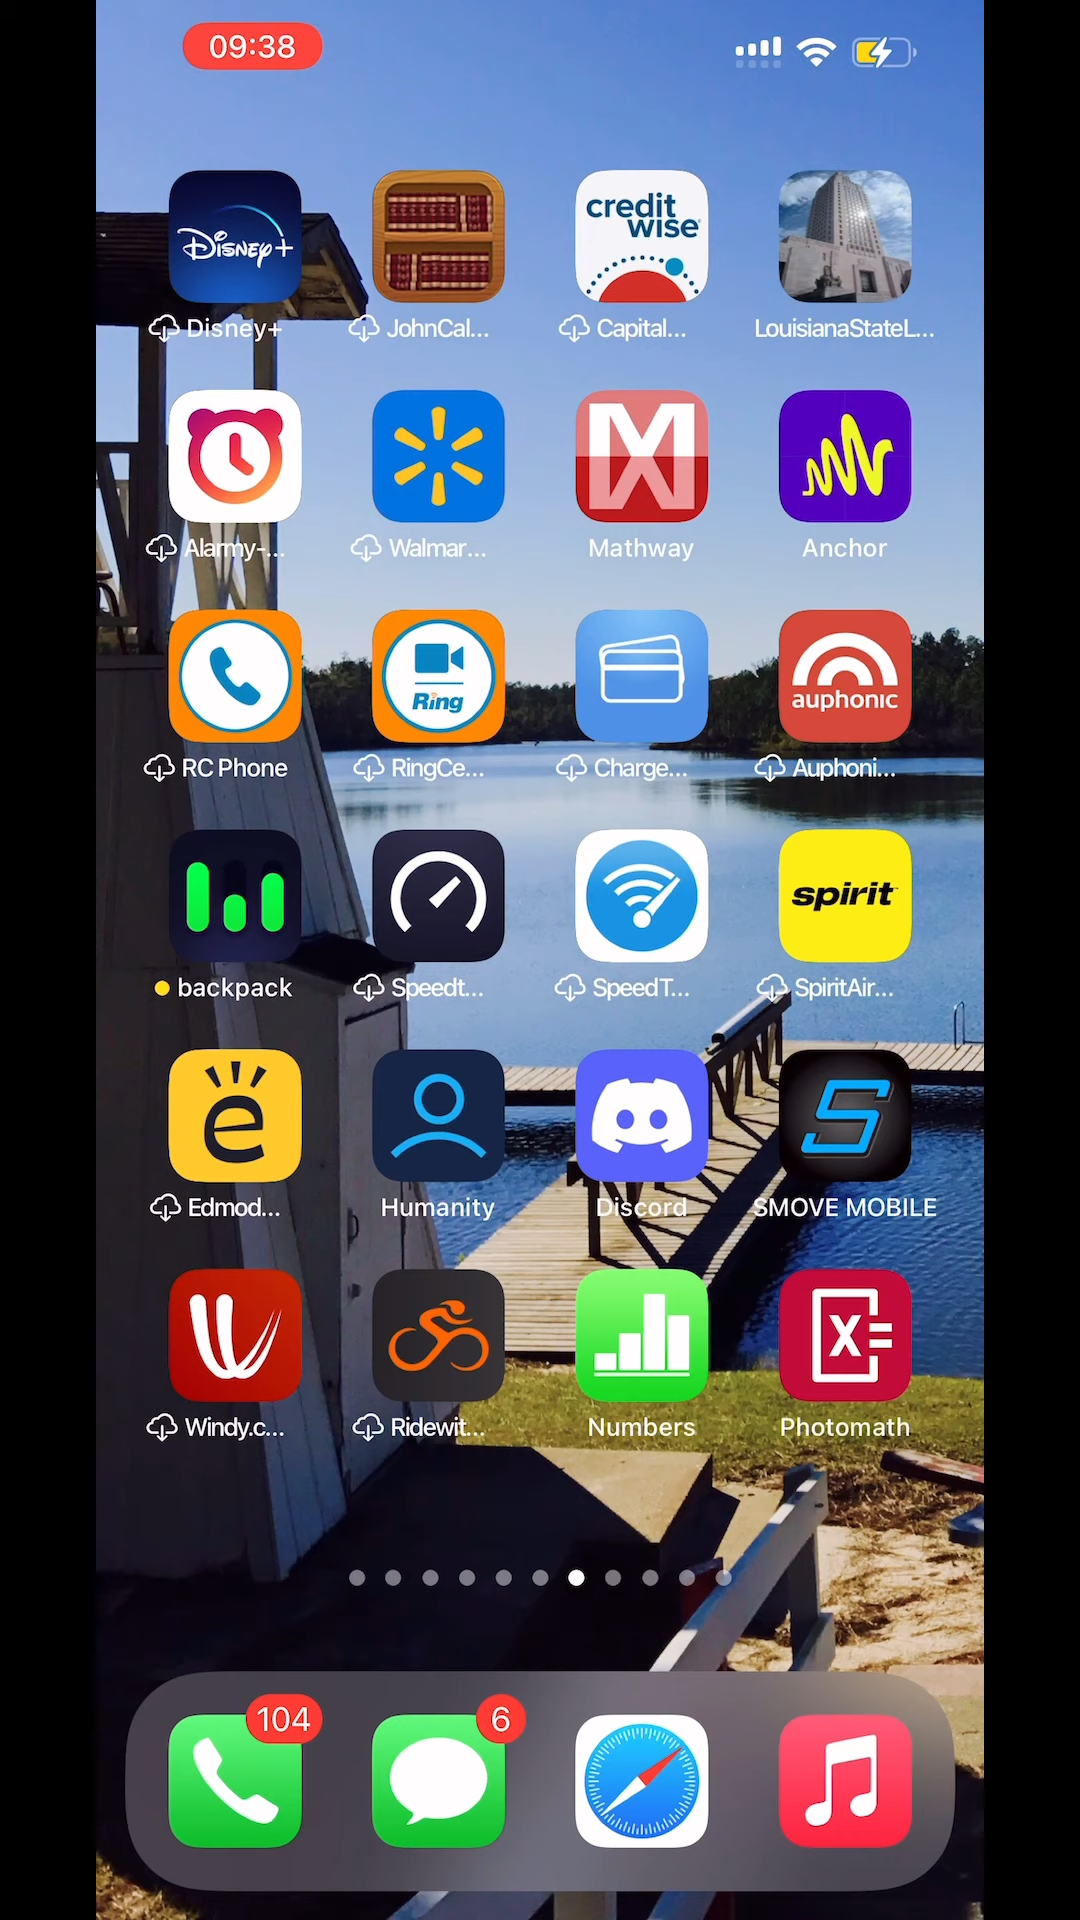 09:38
Disney+
credit
wise
Disney+
JohnCal...
Capital...
LouisianaStateL...
Alarmy-...
Walmar...
Mathway
Anchor
Ring
auphonic
RC Phone
RingCe...
Charge...
Auphoni...
spirit
backpack
Speedt...
SpeedT...
SpiritAir...
e
S
Edmod...
Humanity
Discord
SMOVE MOBILE
X
Windy.c...
Ridewit...
Numbers
Photomath
104
6